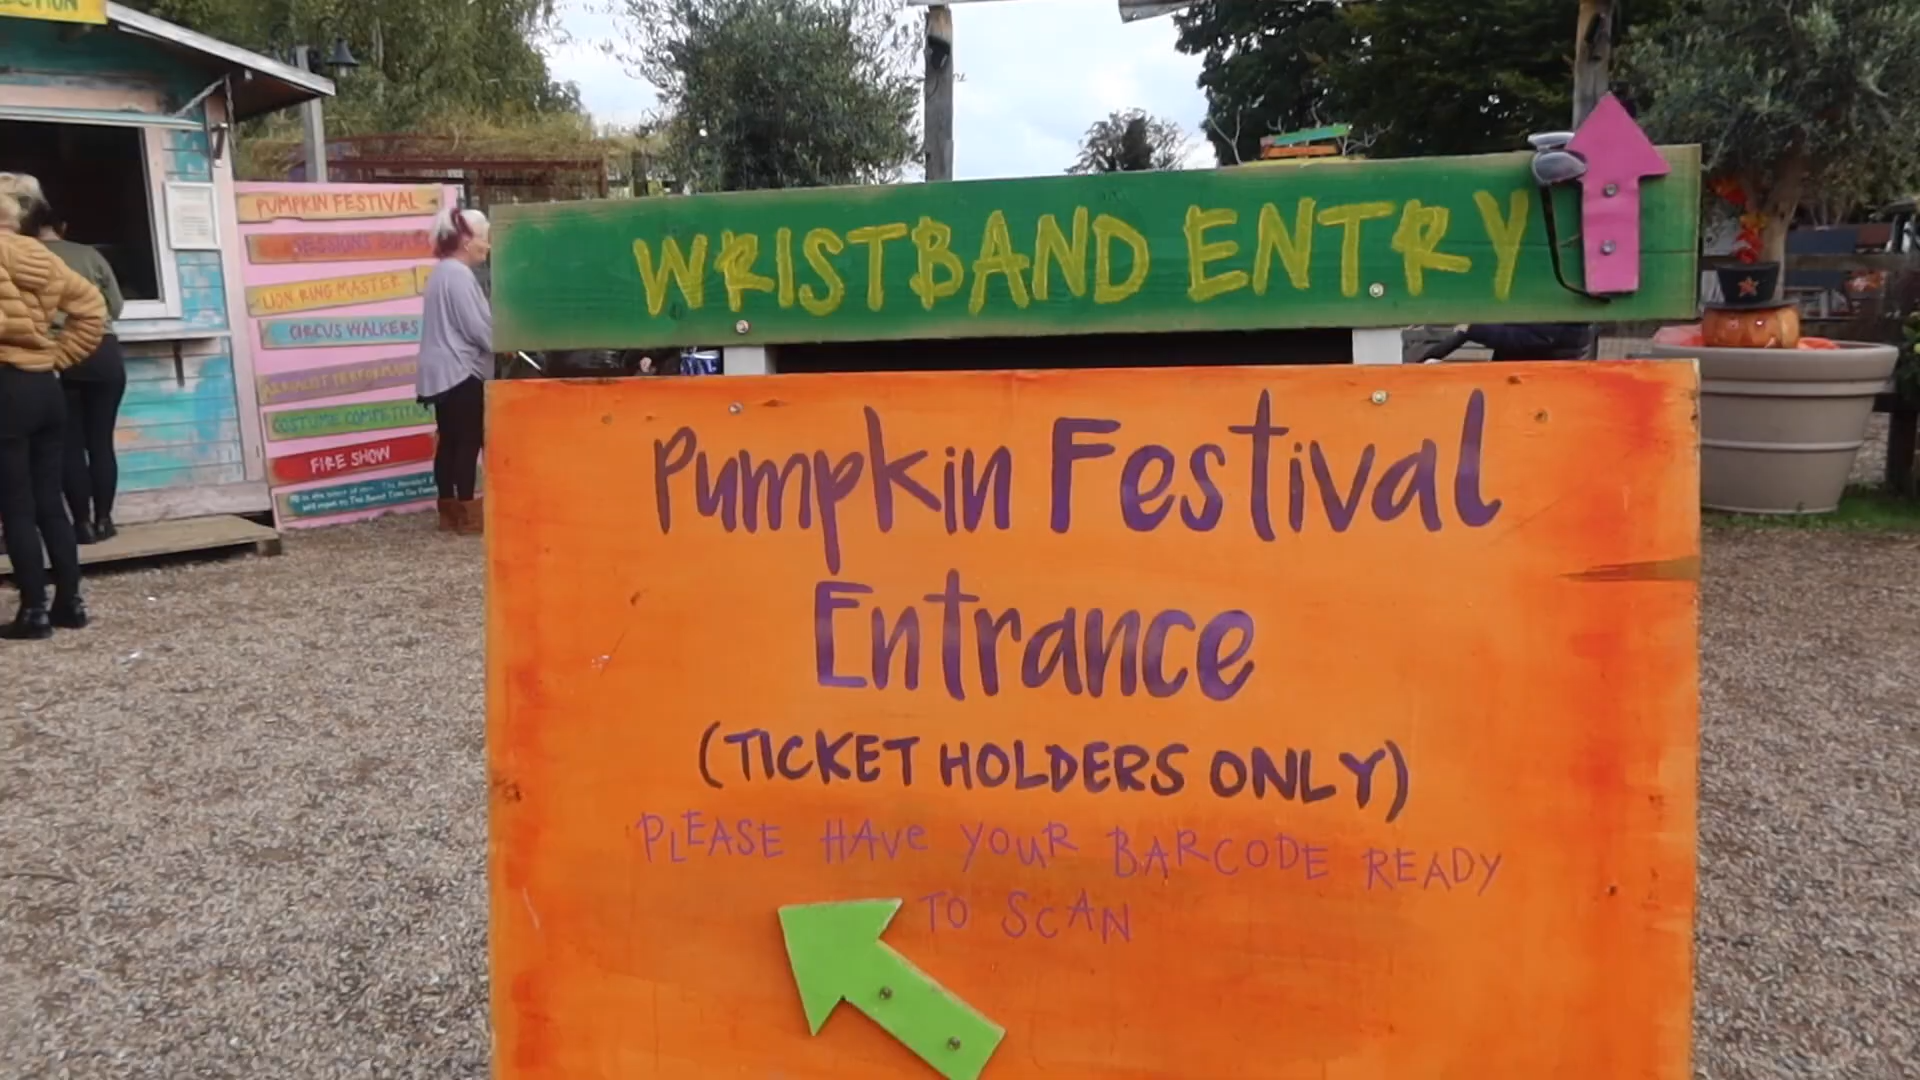 PUMPKIN FESTIVAL
LION RING MASTER
CIRCUS WALKERS
COSTUME COMPETITION
FIRE SHOW
WRISTBAND ENTRY
Pumpkin Festival
Entrance
(TICKET HOLDERS ONLY)
PLEASE HAVE YOUR BARCODE READY
TO SCAN